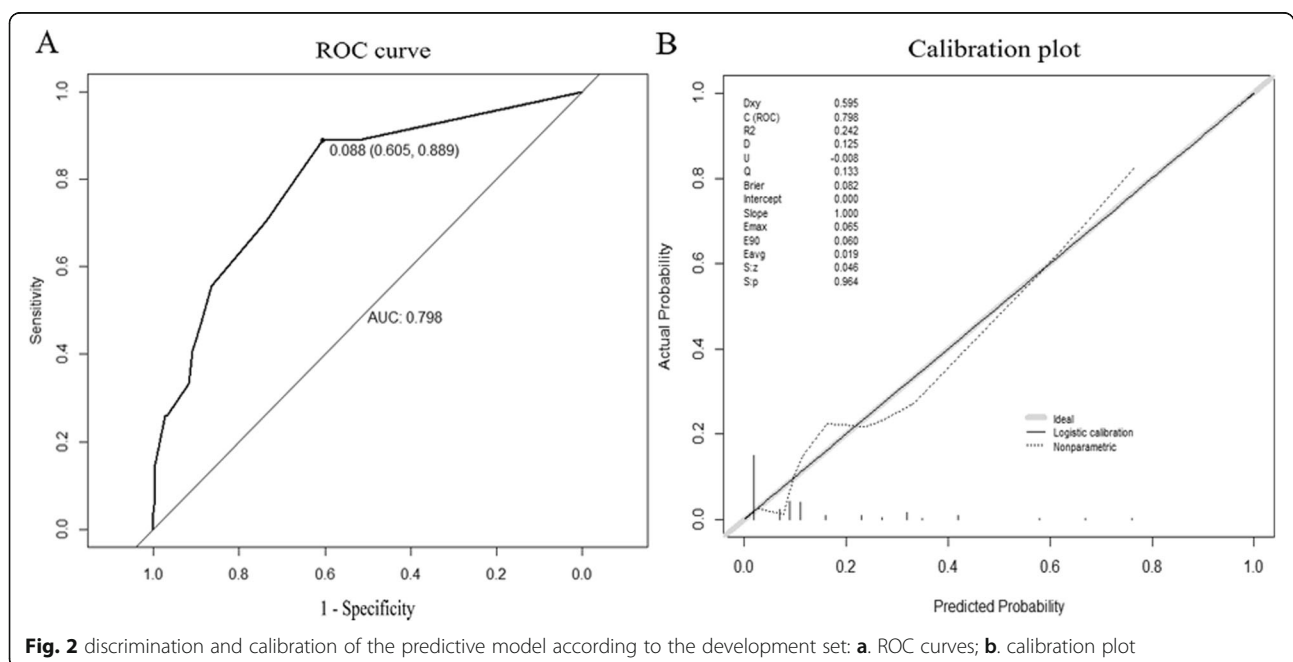 A
ROC curve
1.0
0.8
0.6
0.4
0.2
0.0
Sensitivity
0.088 (0.605, 0.889)
AUC: 0.798
1.0 0.8 0.6 0.4 0.2 0.0
1 - Specificity
B
Calibration plot
1.0
0.8
0.6
0.4
0.2
0.0
Actual Probability
Dxy 0.595
C (ROC) 0.798
R2 0.242
D 0.125
U -0.008
Q 0.133
Brier 0.082
Intercept 0.000
Slope 1.000
Emax 0.065
E90 0.060
Eavg 0.019
S:z 0.046
S:p 0.964
Ideal
Logistic calibration
Nonparametric
0.0 0.2 0.4 0.6 0.8 1.0
Predicted Probability
Fig. 2 discrimination and calibration of the predictive model according to the development set: a. ROC curves; b. calibration plot